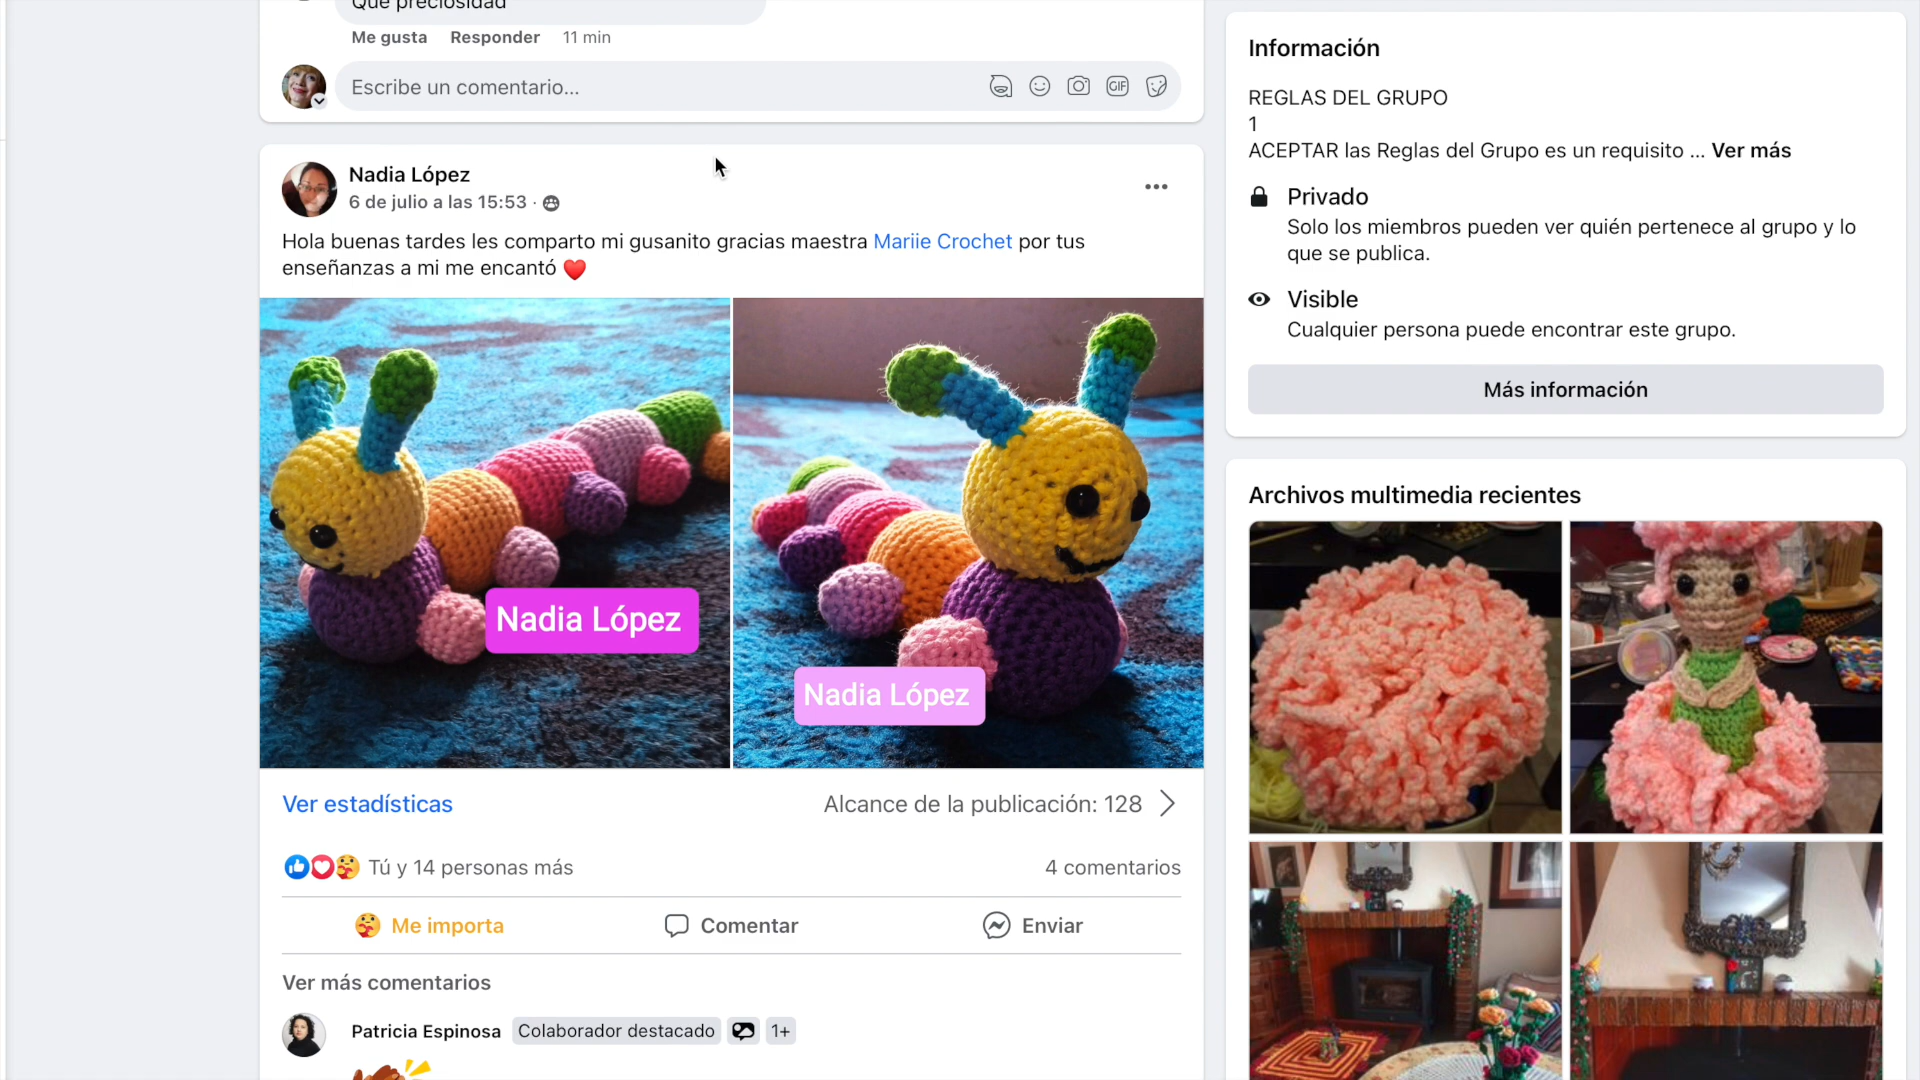 Que preciosidad
Me gusta Responder 11 min
Escribe un comentario...
GIF
Nadia López
6 de julio a las 15:53 ·
Hola buenas tardes les comparto mi gusanito gracias maestra Mariie Crochet por tus
enseñanzas a mi me encantó
Nadia López
Nadia López
Ver estadísticas
Alcance de la publicación: 128
Tú y 14 personas más
4 comentarios
Me importa
Comentar
Enviar
Ver más comentarios
Patricia Espinosa Colaborador destacado 1+
Información
REGLAS DEL GRUPO
1
ACEPTAR las Reglas del Grupo es un requisito ... Ver más
Privado
Solo los miembros pueden ver quién pertenece al grupo y lo
que se publica.
Visible
Cualquier persona puede encontrar este grupo.
Más información
Archivos multimedia recientes